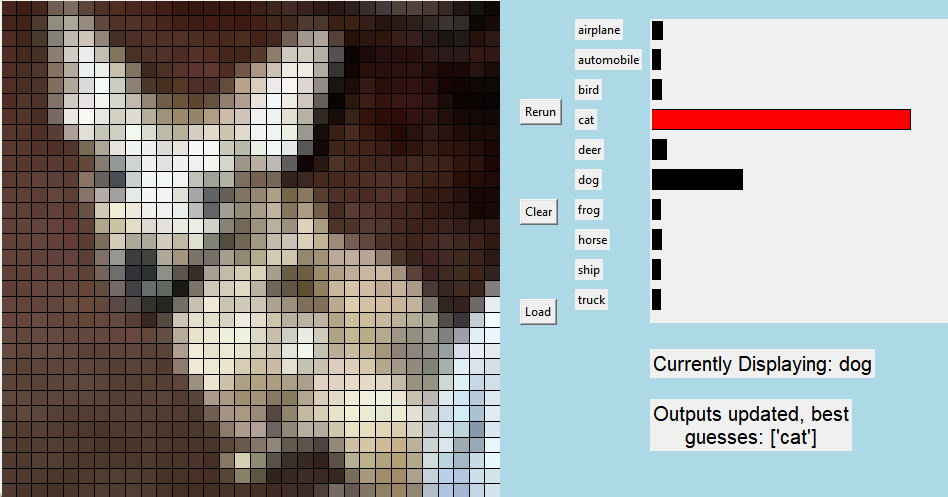 airplane
automobile
bird
Rerun
cat
deer
dog
Clear
frog
horse
ship
Load
truck
Currently Displaying: dog
Outputs updated, best
guesses: ['cat']